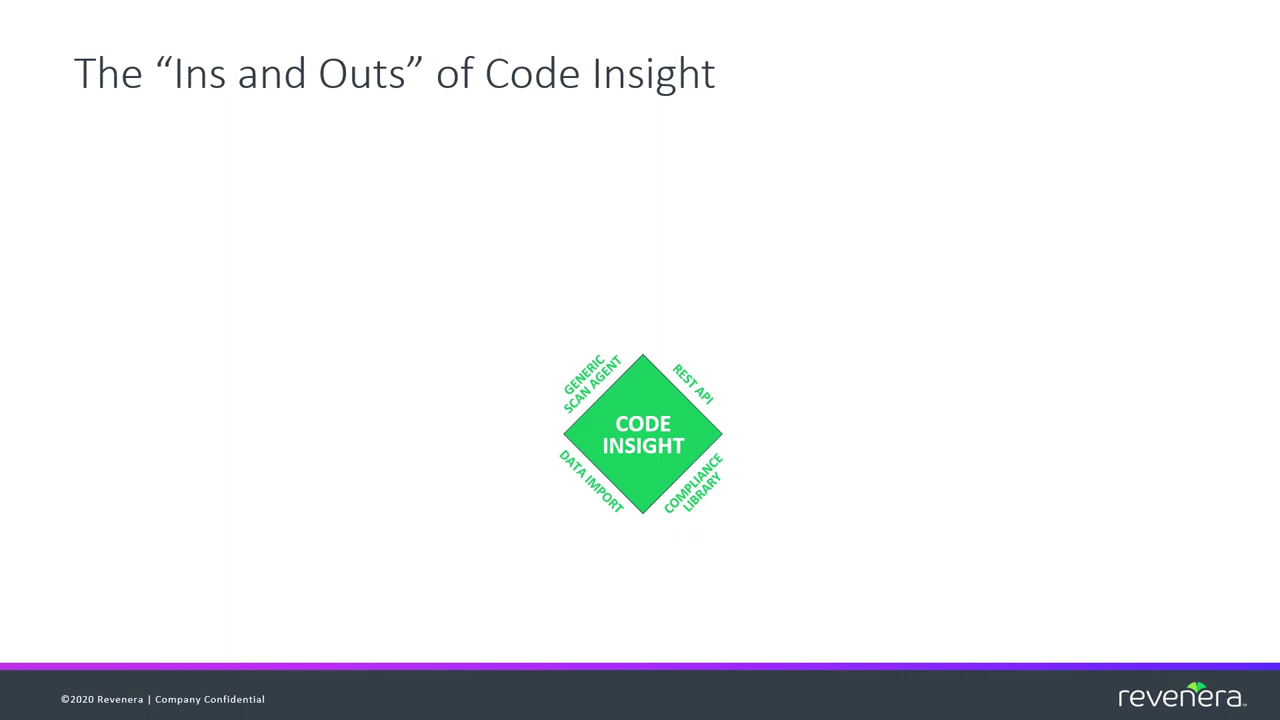 The “Ins and Outs” of Code Insight
GENERIC
SCAN AGENT
REST API
CODE
INSIGHT
DATA IMPORT
COMPLIANCE
LIBRARY
©2020 Revenera | Company Confidential
revenera™